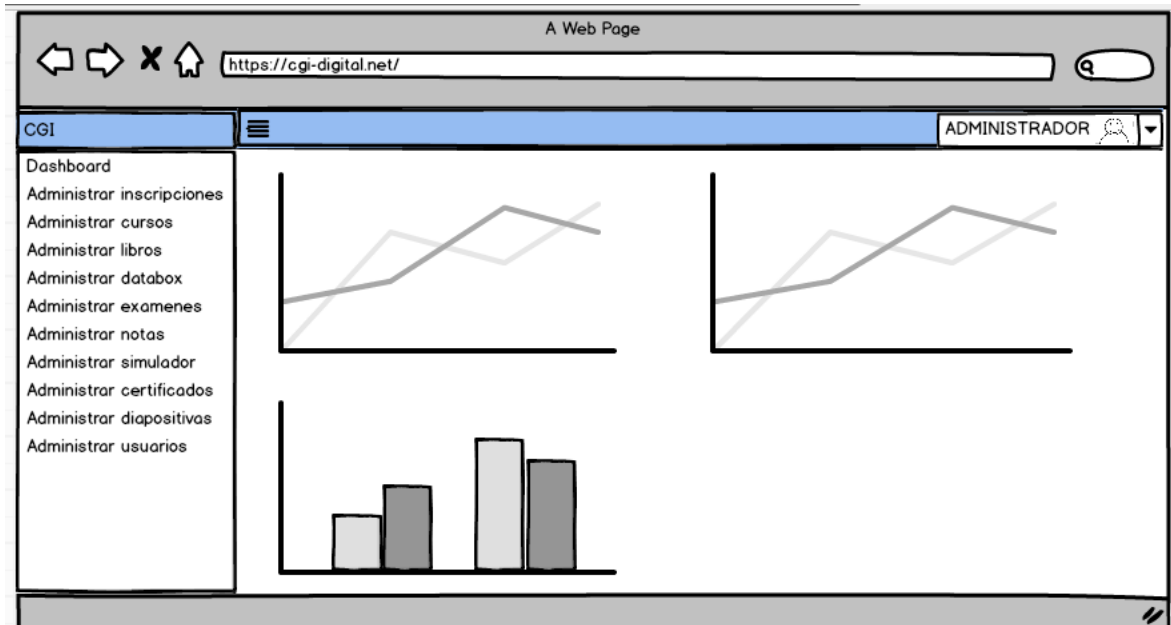 A Web Page
https://cgi-digital.net/
CGI
ADMINISTRADOR
Dashboard
Administrar inscripciones
Administrar cursos
Administrar libros
Administrar databox
Administrar examenes
Administrar notas
Administrar simulador
Administrar certificados
Administrar diapositivas
Administrar usuarios